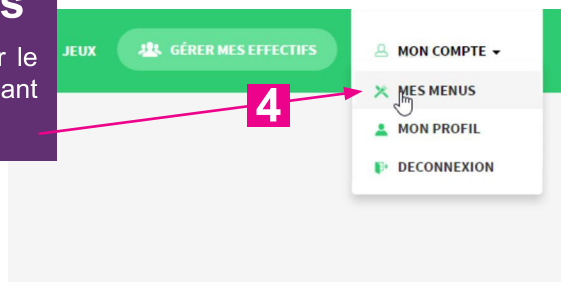 s
r le
ant
JEUX
GÉRER MES EFFECTIFS
MON COMPTE
4
MES MENUS
MON PROFIL
DECONNEXION